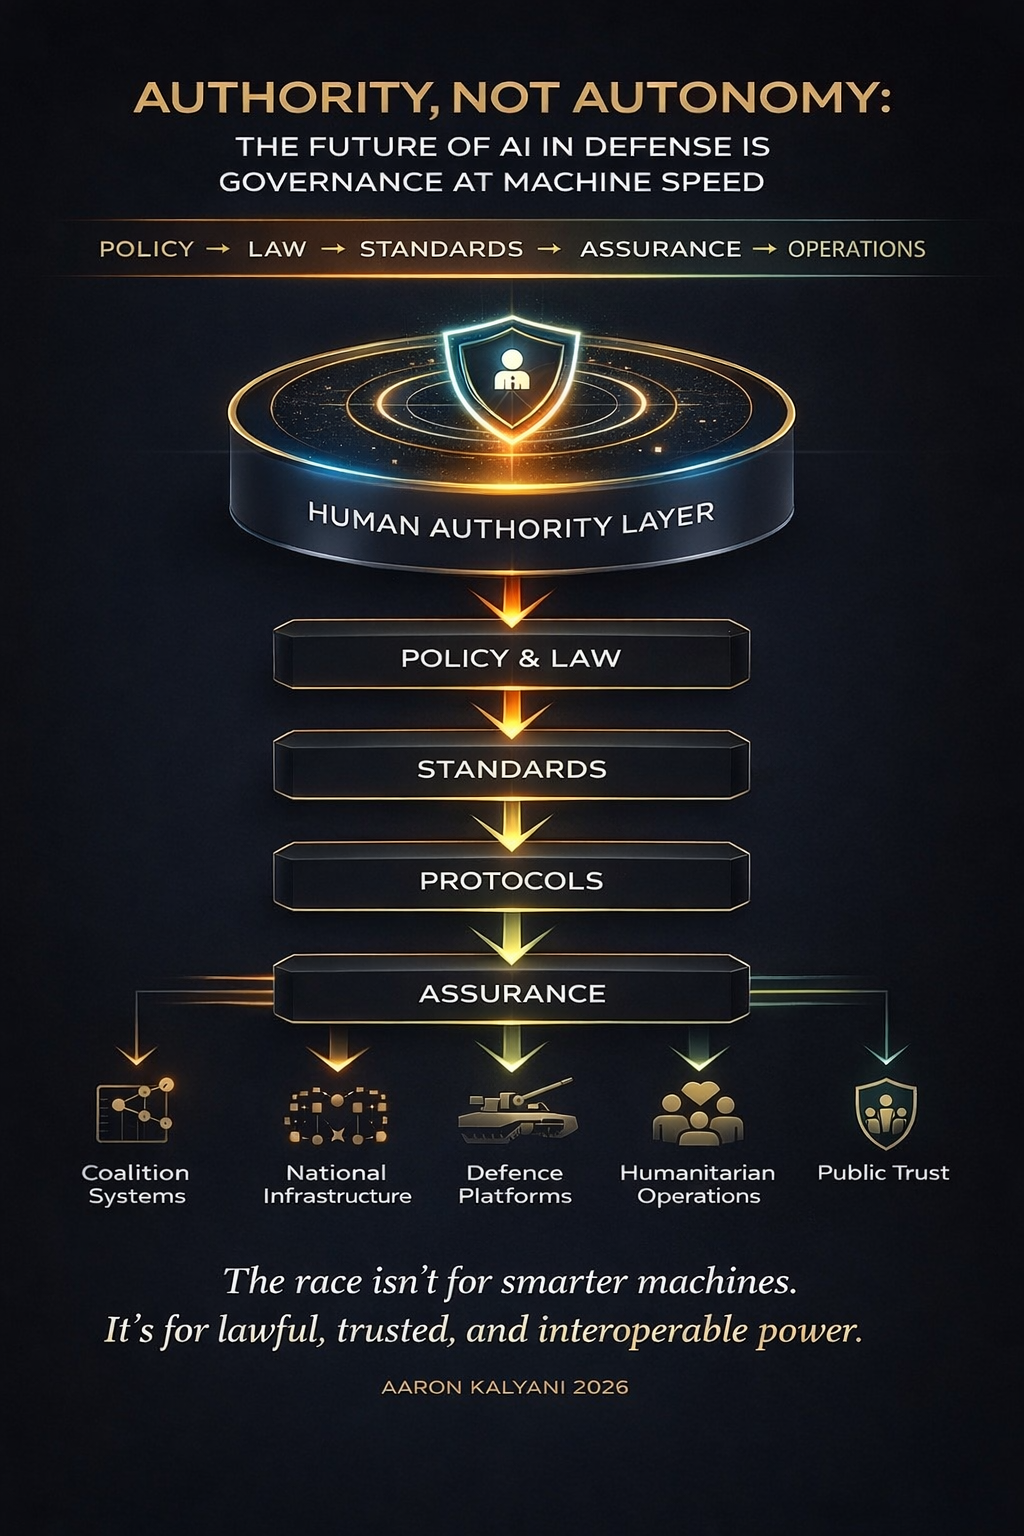 AUTHORITY, NOT AUTONOMY:
THE FUTURE OF AI IN DEFENSE IS
GOVERNANCE AT MACHINE SPEED
POLICY → LAW → STANDARDS → ASSURANCE → OPERATIONS
HUMAN AUTHORITY LAYER
POLICY & LAW
STANDARDS
PROTOCOLS
ASSURANCE
Coalition
Systems
National
Infrastructure
Defence
Platforms
Humanitarian
Operations
Public Trust
The race isn't for smarter machines.
It's for lawful, trusted, and interoperable power.
AARON KALYANI 2026